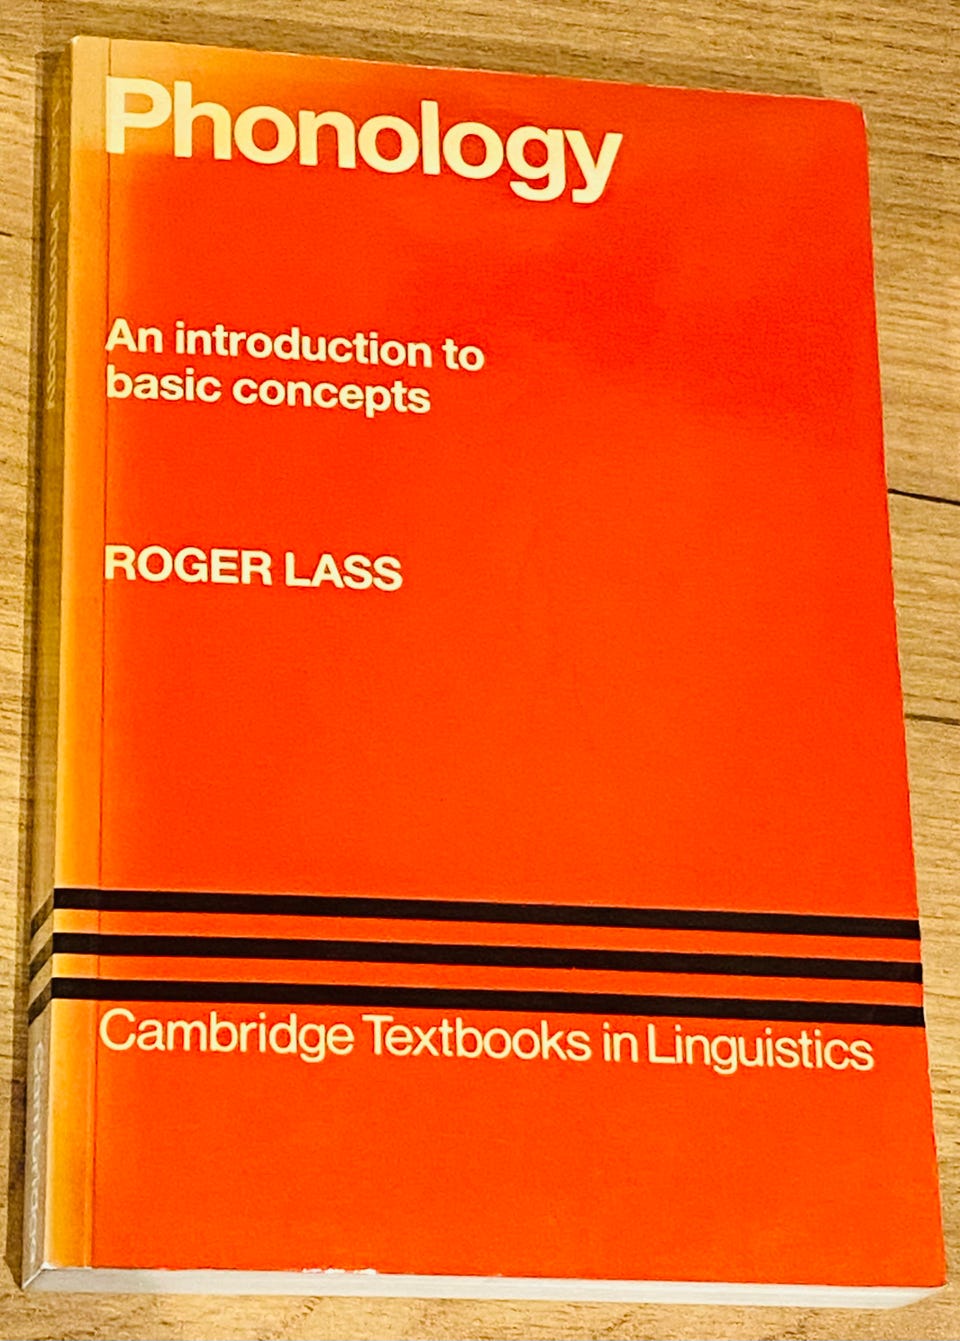 Phonology
An introduction to
basic concepts
ROGER LASS
Cambridge Textbooks in Linguistics